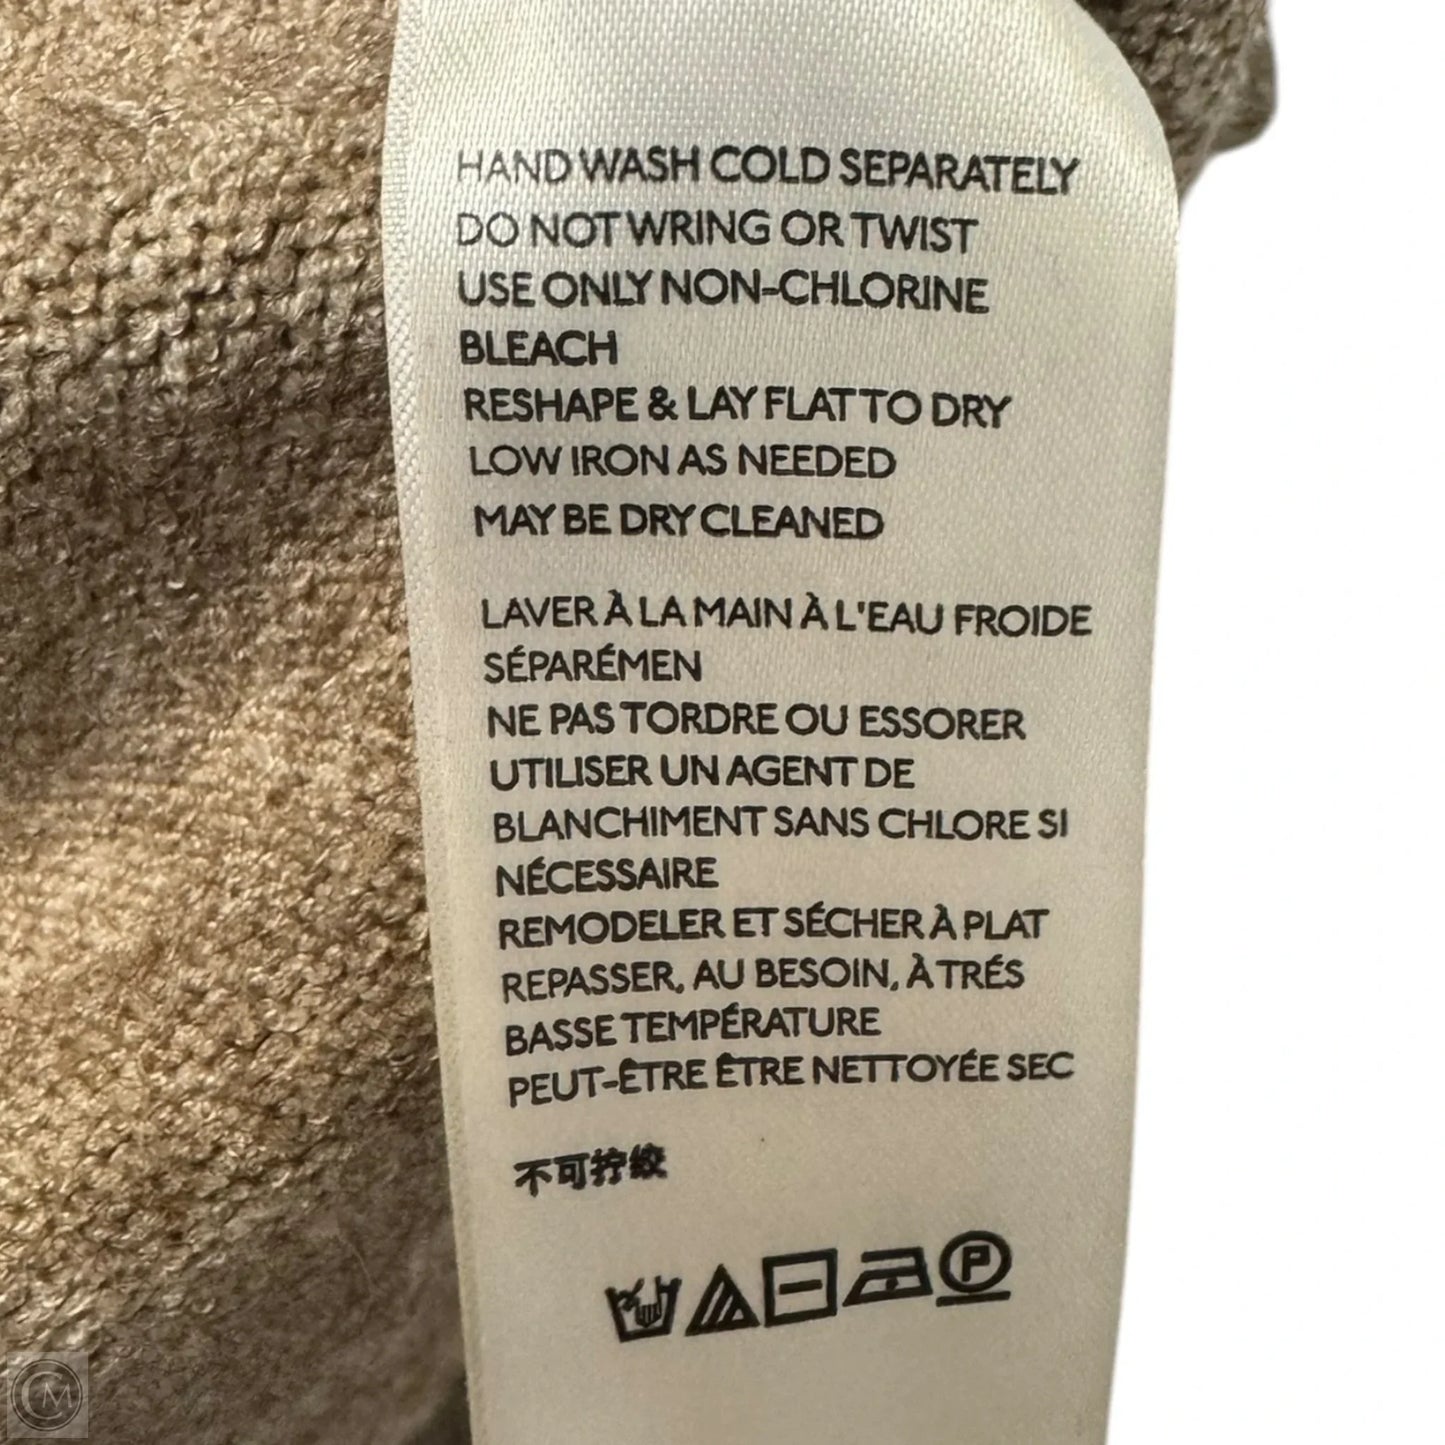 HAND WASH COLD SEPARATELY
DO NOT WRING OR TWIST
USE ONLY NON-CHLORINE
BLEACH
RESHAPE & LAY FLAT TO DRY
LOW IRON AS NEEDED
MAY BE DRY CLEANED
LAVER À LA MAIN À L'EAU FROIDE
SÉPARÉMEN
NE PAS TORDRE OU ESSORER
UTILISER UN AGENT DE
BLANCHIMENT SANS CHLORE SI
NÉCESSAIRE
REMODELER ET SÉCHER À PLAT
REPASSER, AU BESOIN, À TRÉS
BASSE TEMPÉRATURE
PEUT-ÊTRE ÊTRE NETTOYÉE SEC
不可拧绞
P
CM